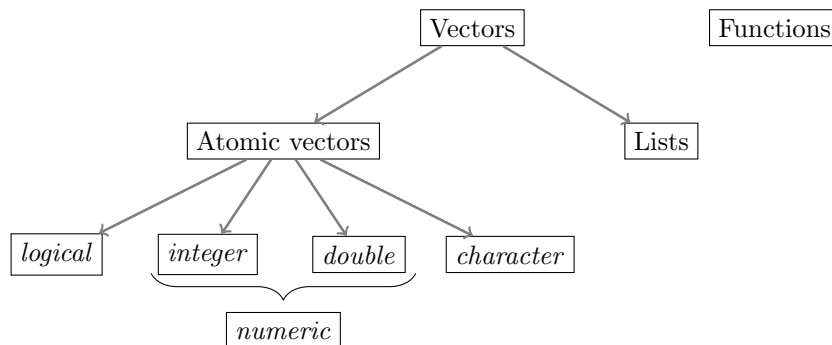 Vectors
Functions
Atomic vectors
Lists
logical
integer
double
character
numeric